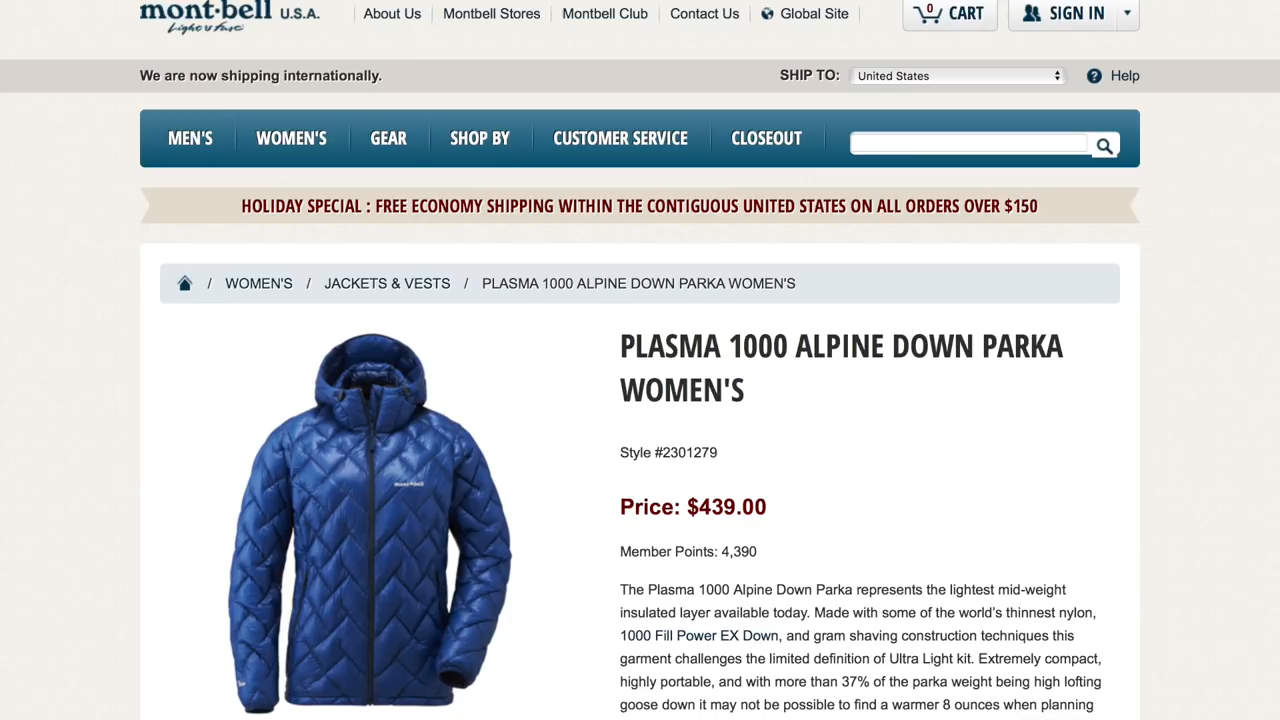 mont-bell U.S.A.
Light & Fast
About Us
Montbell Stores
Montbell Club
Contact Us
Global Site
0
CART
SIGN IN
We are now shipping internationally.
SHIP TO:
United States
Help
MEN'S
WOMEN'S
GEAR
SHOP BY
CUSTOMER SERVICE
CLOSEOUT
HOLIDAY SPECIAL : FREE ECONOMY SHIPPING WITHIN THE CONTIGUOUS UNITED STATES ON ALL ORDERS OVER $150
/ WOMEN'S / JACKETS & VESTS / PLASMA 1000 ALPINE DOWN PARKA WOMEN'S
mont-bell
PLASMA 1000 ALPINE DOWN PARKA
WOMEN'S
Style #2301279
Price: $439.00
Member Points: 4,390
The Plasma 1000 Alpine Down Parka represents the lightest mid-weight
insulated layer available today. Made with some of the world’s thinnest nylon,
1000 Fill Power EX Down, and gram shaving construction techniques this
garment challenges the limited definition of Ultra Light kit. Extremely compact,
highly portable, and with more than 37% of the parka weight being high lofting
goose down it may not be possible to find a warmer 8 ounces when planning